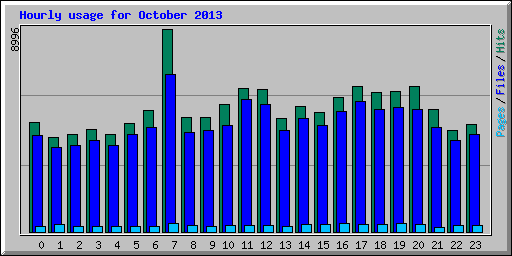 Hourly usage for October 2013
8996
Pages / Files / Hits
0 1 2 3 4 5 6 7 8 9 10 11 12 13 14 15 16 17 18 19 20 21 22 23